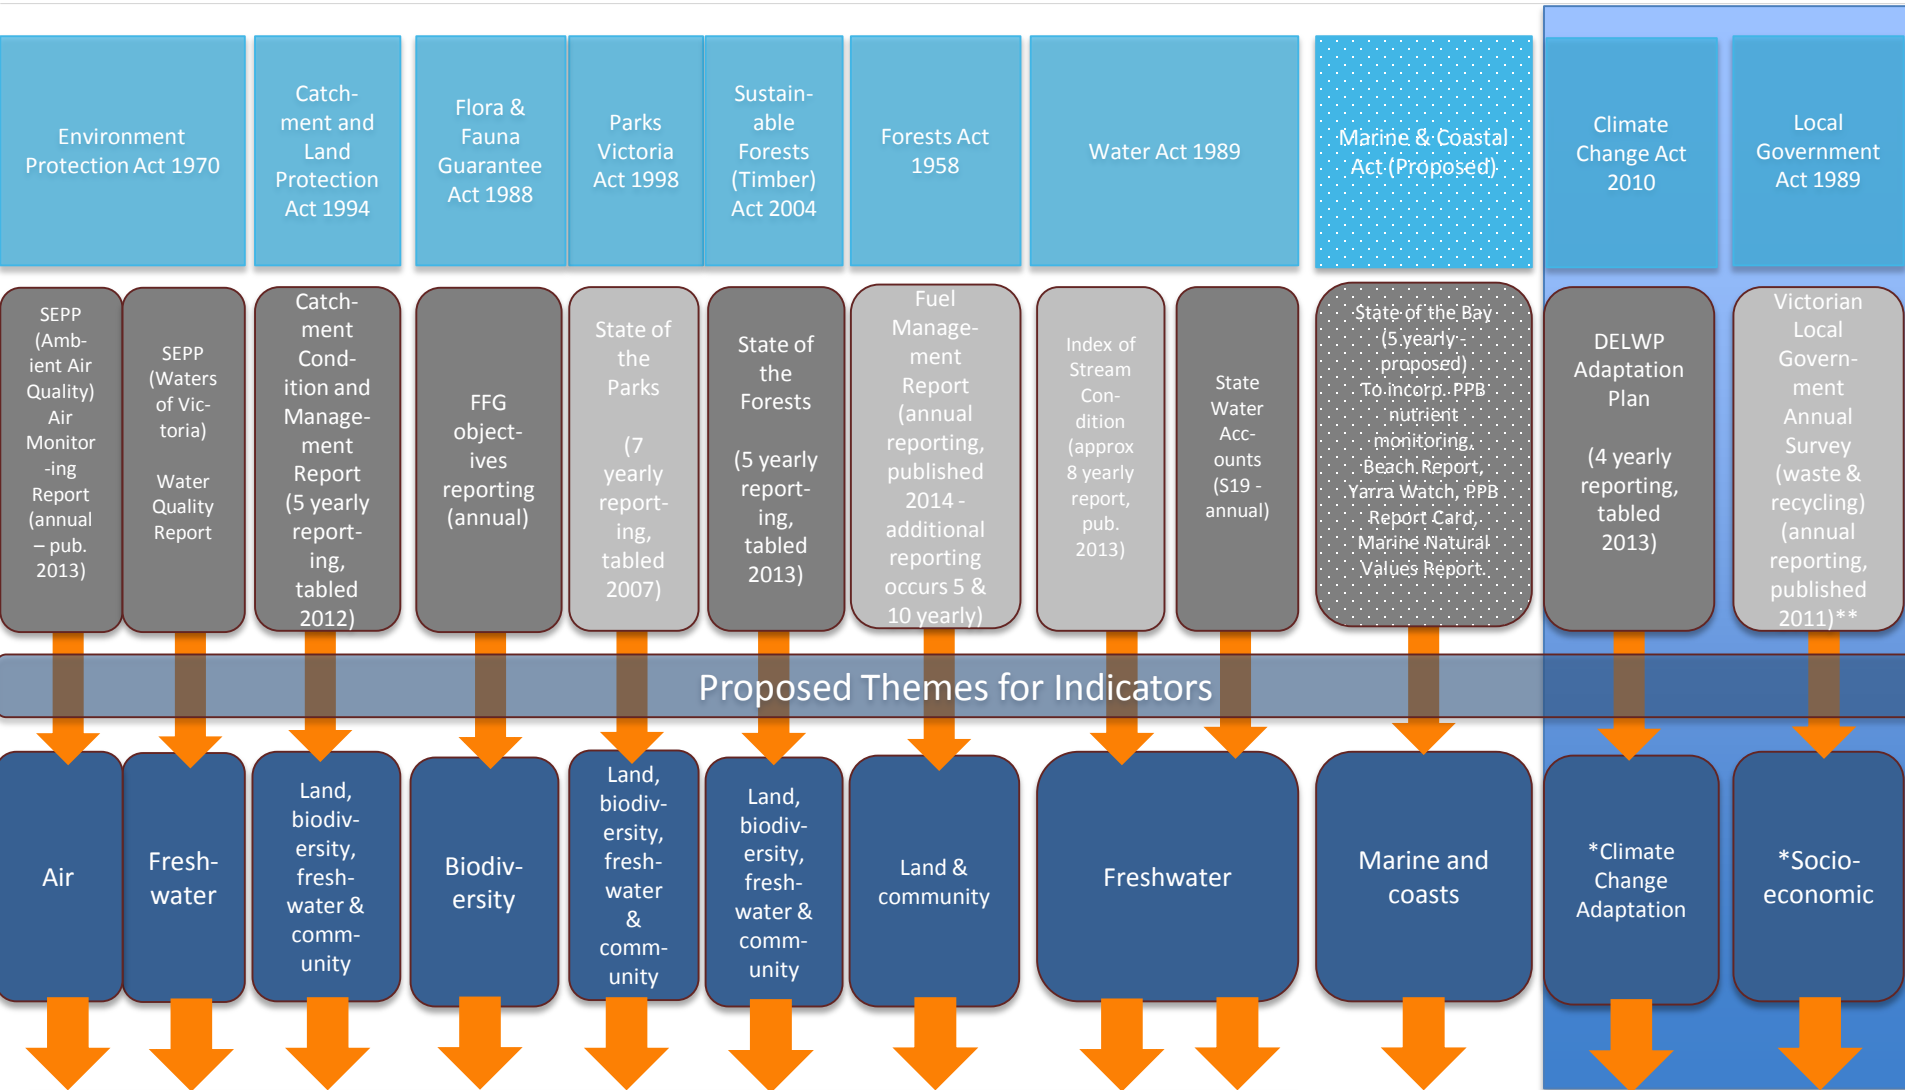 Environment
Protection Act 1970
Catch-
ment and
Land
Protection
Act 1994
Flora &
Fauna
Guarantee
Act 1988
Parks
Victoria
Act 1998
Sustain-
able
Forests
(Timber)
Act 2004
Forests Act
1958
Water Act 1989
Marine & Coastal
Act (Proposed)
Climate
Change Act
2010
Local
Government
Act 1989
SEPP
(Amb-
ient Air
Quality)
Air
Monitor
-ing
Report
(annual
– pub.
2013)
SEPP
(Waters
of Vic-
toria)
Water
Quality
Report
Catch-
ment
Cond-
ition and
Manage-
ment
Report
(5 yearly
report-
ing,
tabled
2012)
FFG
object-
ives
reporting
(annual)
State of
the
Parks
(7
yearly
report-
ing,
tabled
2007)
State of
the
Forests
(5 yearly
report-
ing,
tabled
2013)
Fuel
Manage-
ment
Report
(annual
reporting,
published
2014 -
additional
reporting
occurs 5 &
10 yearly)
Index of
Stream
Con-
dition
(approx
8 yearly
report,
pub.
2013)
State
Water
Acc-
ounts
(S19 -
annual)
State of the Bay
(5 yearly -
proposed)
To incorp. PPB
nutrient
monitoring,
Beach Report,
Yarra Watch, PPB
Report Card,
Marine Natural
Values Report.
DELWP
Adaptation
Plan
(4 yearly
reporting,
tabled
2013)
Victorian
Local
Govern-
ment
Annual
Survey
(waste &
recycling)
(annual
reporting,
published
2011)**
Proposed Themes for Indicators
Air
Fresh-
water
Land,
biodiv-
ersity,
fresh-
water &
comm-
unity
Biodiv-
ersity
Land,
biodiv-
ersity,
fresh-
water
&
comm-
unity
Land,
biodiv-
ersity,
fresh-
water &
comm-
unity
Land &
community
Freshwater
Marine and
coasts
*Climate
Change
Adaptation
*Socio-
economic